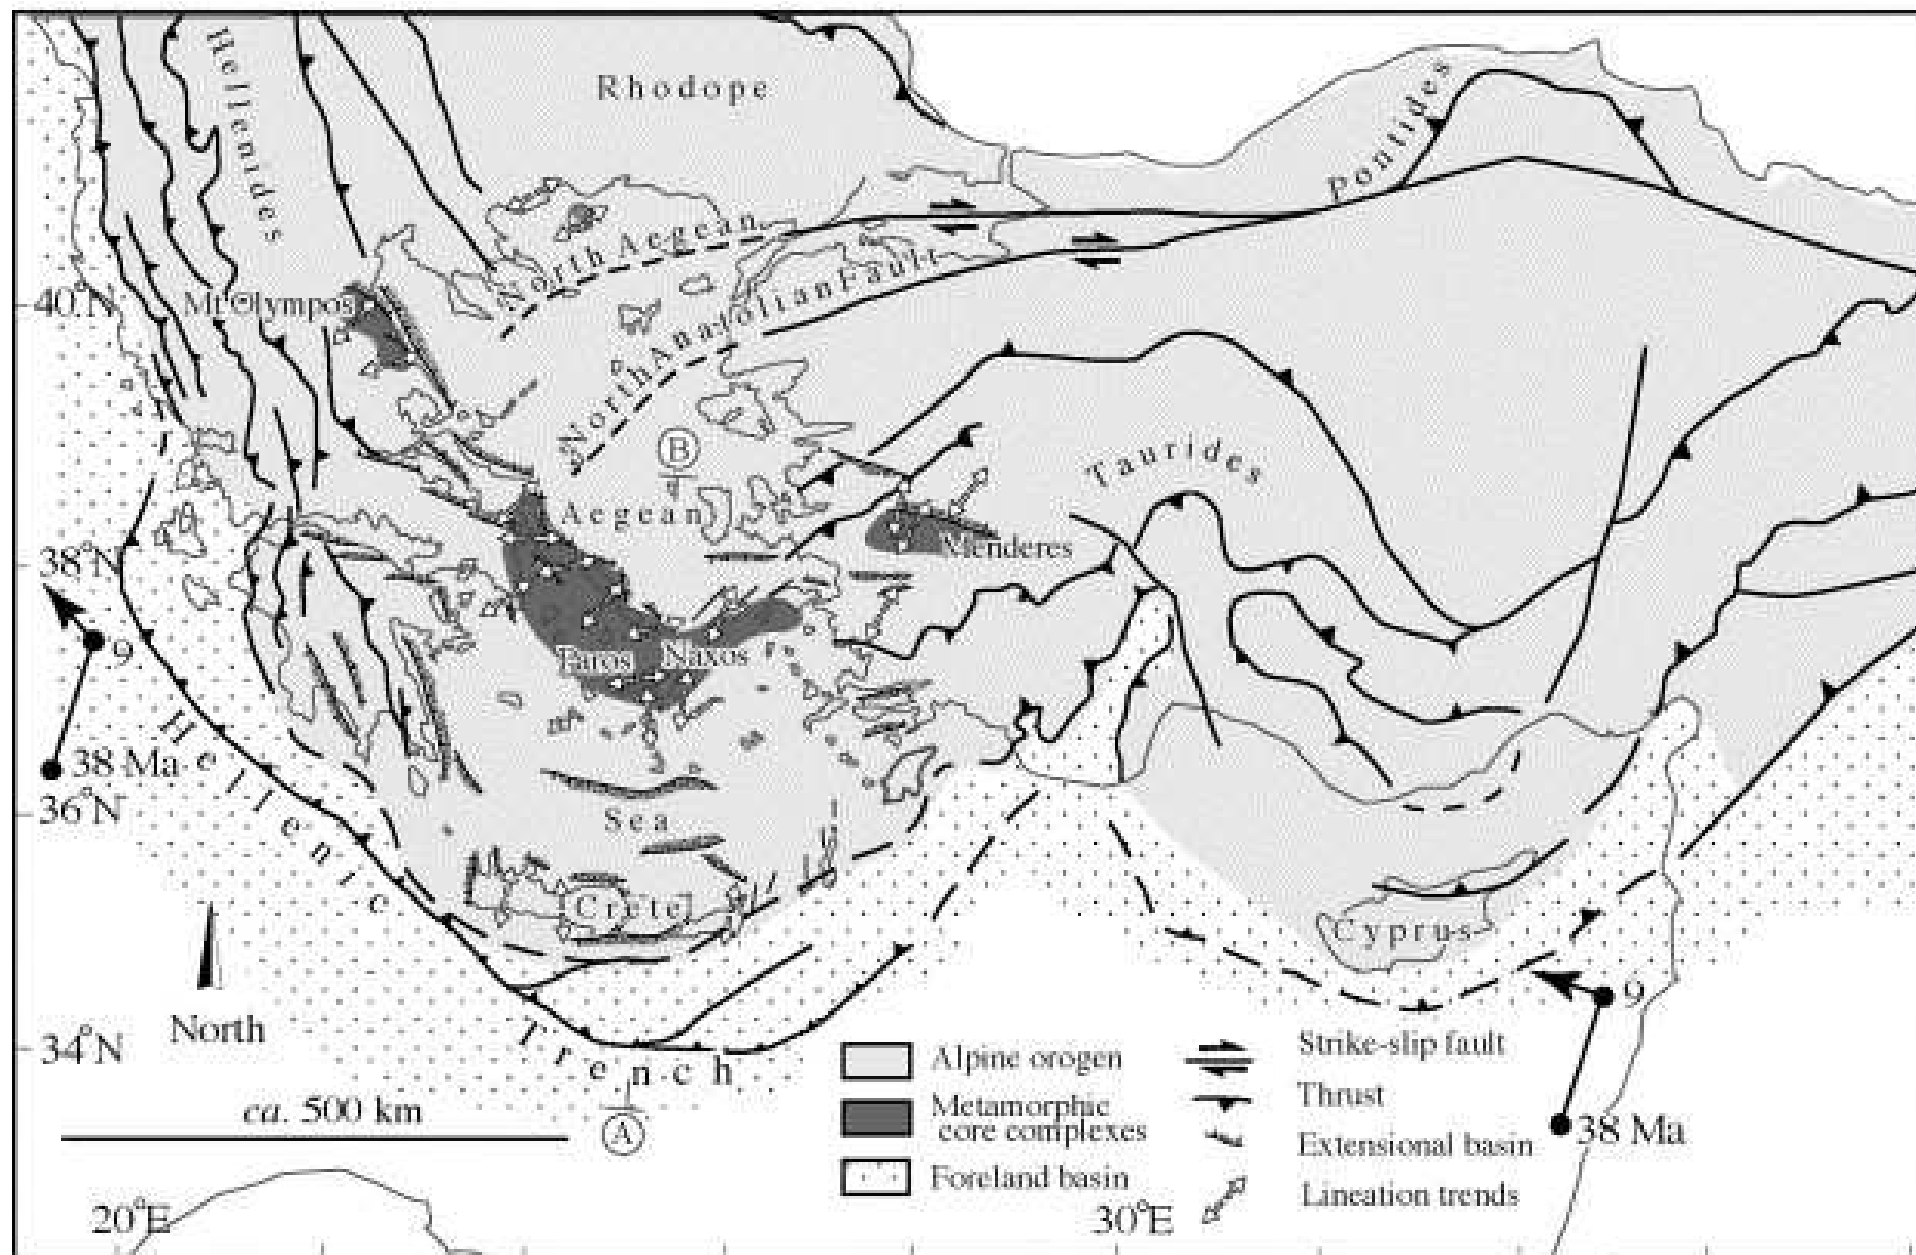 Hellenides
Rhodope
Pontides
North Aegean
40°N
Mt Olympos
North Anatolian Fault
B
Taurides
Aegean
38°N
Menderes
9
Paros
Naxos
38 Ma
Hellenic
36°N
Sea
Crete
Cyprus
9
North
34°N
Trench
Alpine orogen
Strike-slip fault
ca. 500 km
Metamorphic
core complexes
Thrust
A
38 Ma
Extensional basin
Foreland basin
Lineation trends
20°E
30°E